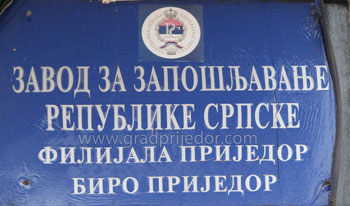 ЗАВОД ЗА ЗАПОШЉАВАЊЕ
РЕПУБЛИКЕ СРПСКЕ
www.gradprijedor.com
ФИЛИЈАЛА ПРИЈЕДОР
БИРО ПРИЈЕДОР